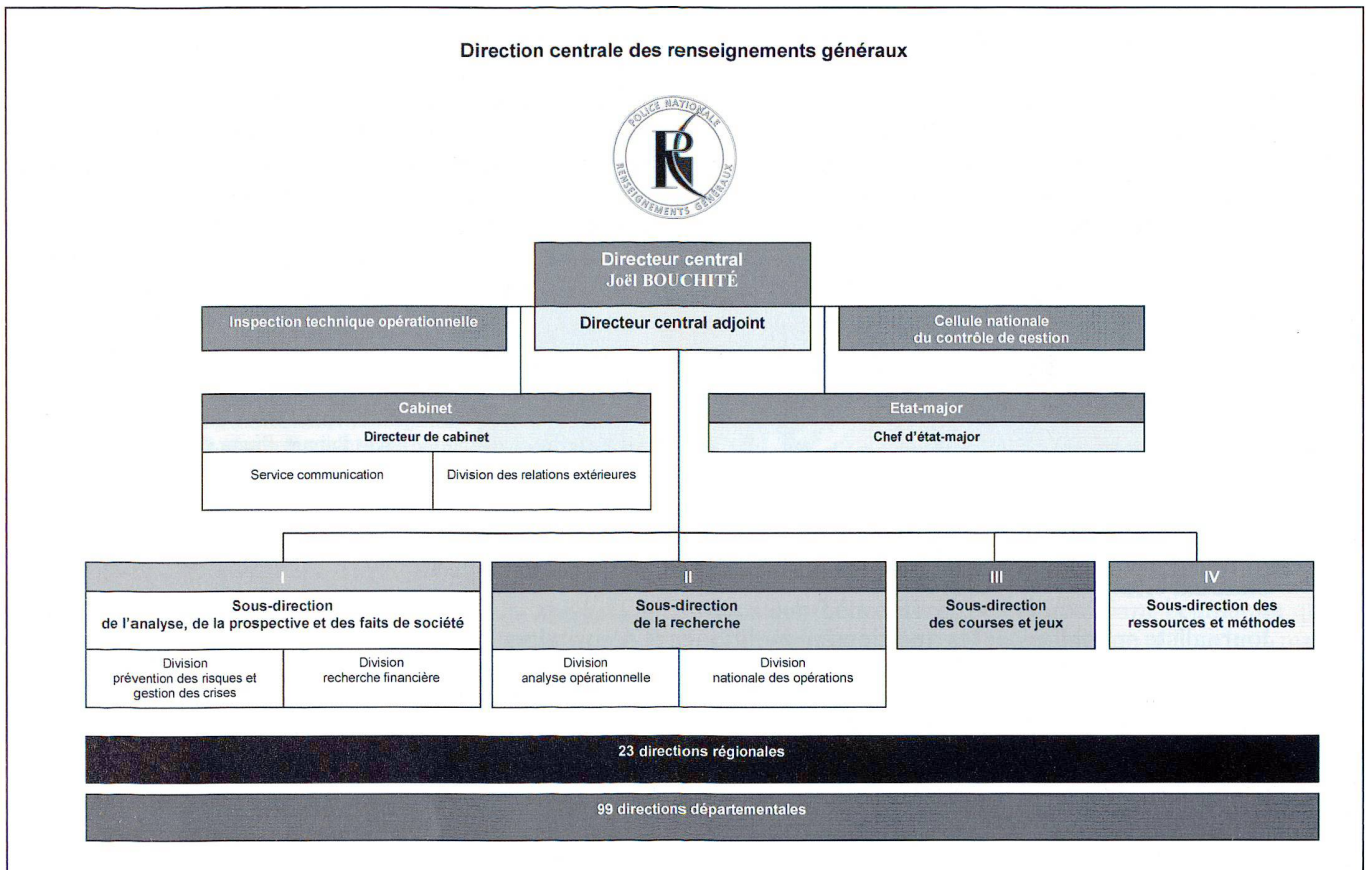 Direction centrale des renseignements généraux
POLICE NATIONALE
RENSEIGNEMENTS GÉNÉRAUX
Directeur central
Joël BOUCHITÉ
Inspection technique opérationnelle
Directeur central adjoint
Cellule nationale
du contrôle de gestion
Cabinet
Directeur de cabinet
Service communication
Division des relations extérieures
Etat-major
Chef d'état-major
I
Sous-direction
de l'analyse, de la prospective et des faits de société
Division
prévention des risques et
gestion des crises
Division
recherche financière
II
Sous-direction
de la recherche
Division
analyse opérationnelle
Division
nationale des opérations
III
Sous-direction
des courses et jeux
IV
Sous-direction des
ressources et méthodes
23 directions régionales
99 directions départementales